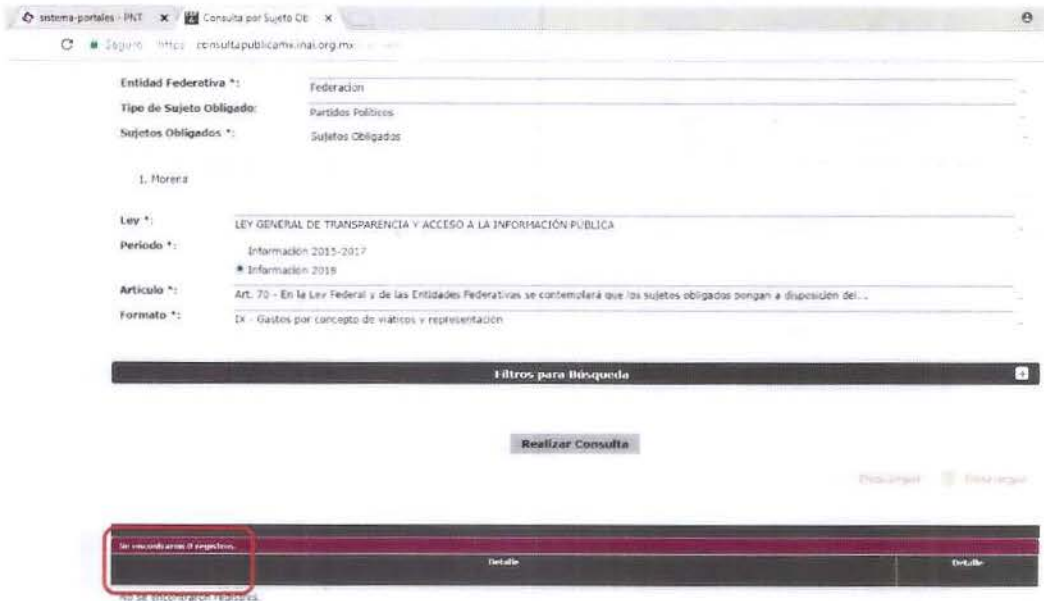 sistema-portales - PNT × Consulta por Sujeto Ob ×
Seguro https consultapublicamx.inai.org.mx
Entidad Federativa *: Federación
Tipo de Sujeto Obligado: Partidos Políticos
Sujetos Obligados *: Sujetos Obligados
1. Morena
Ley *: LEY GENERAL DE TRANSPARENCIA Y ACCESO A LA INFORMACIÓN PÚBLICA
Periodo *: Información 2015-2017
Información 2018
Artículo *: Art. 70 - En la Ley Federal y de las Entidades Federativas se contemplará que los sujetos obligados pongan a disposición del...
Formato *: IX - Gastos por concepto de viáticos y representación
Filtros para Búsqueda +
Realizar Consulta
Descargar Descargar
Se encontraron 0 registros.
Detalle Detalle
No se encontraron registros.